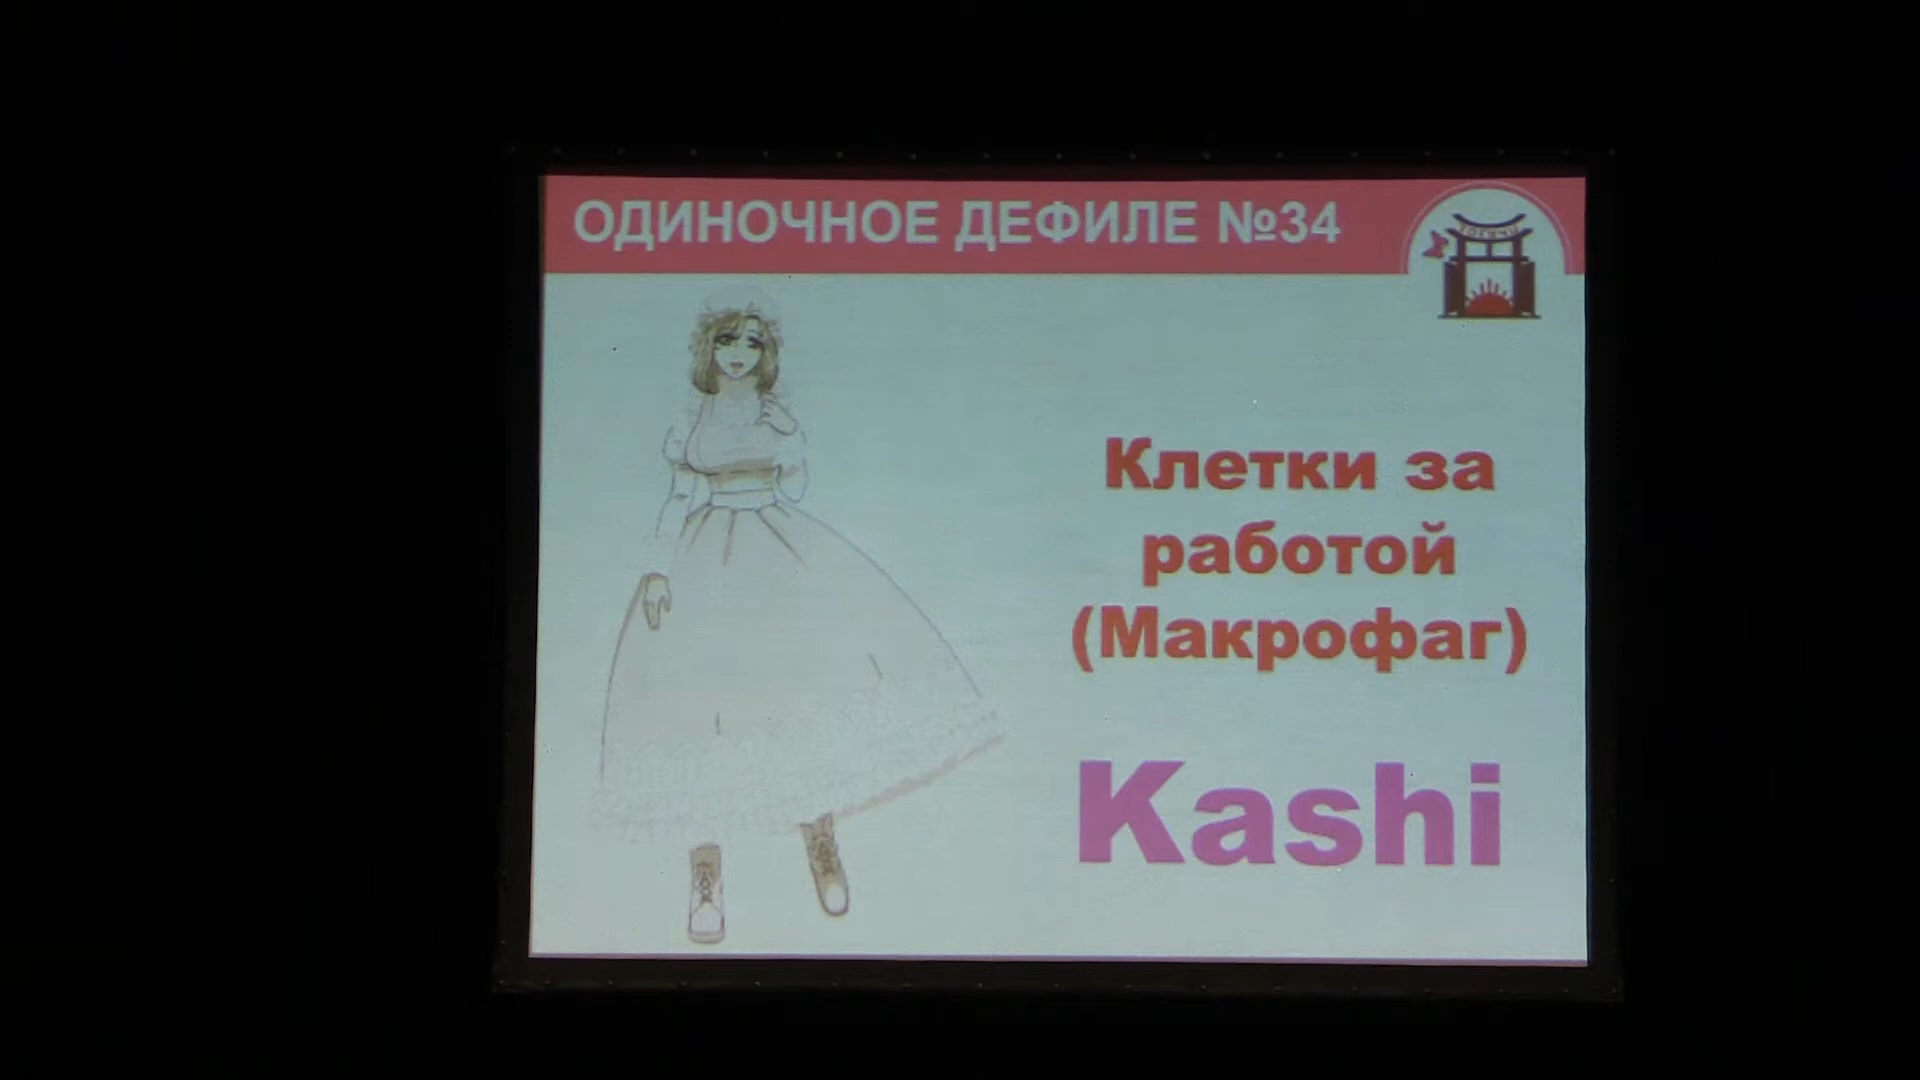 ОДИНОЧНОЕ ДЕФИЛЕ №34
Клетки за
работой
(Макрофаг)
Kashi